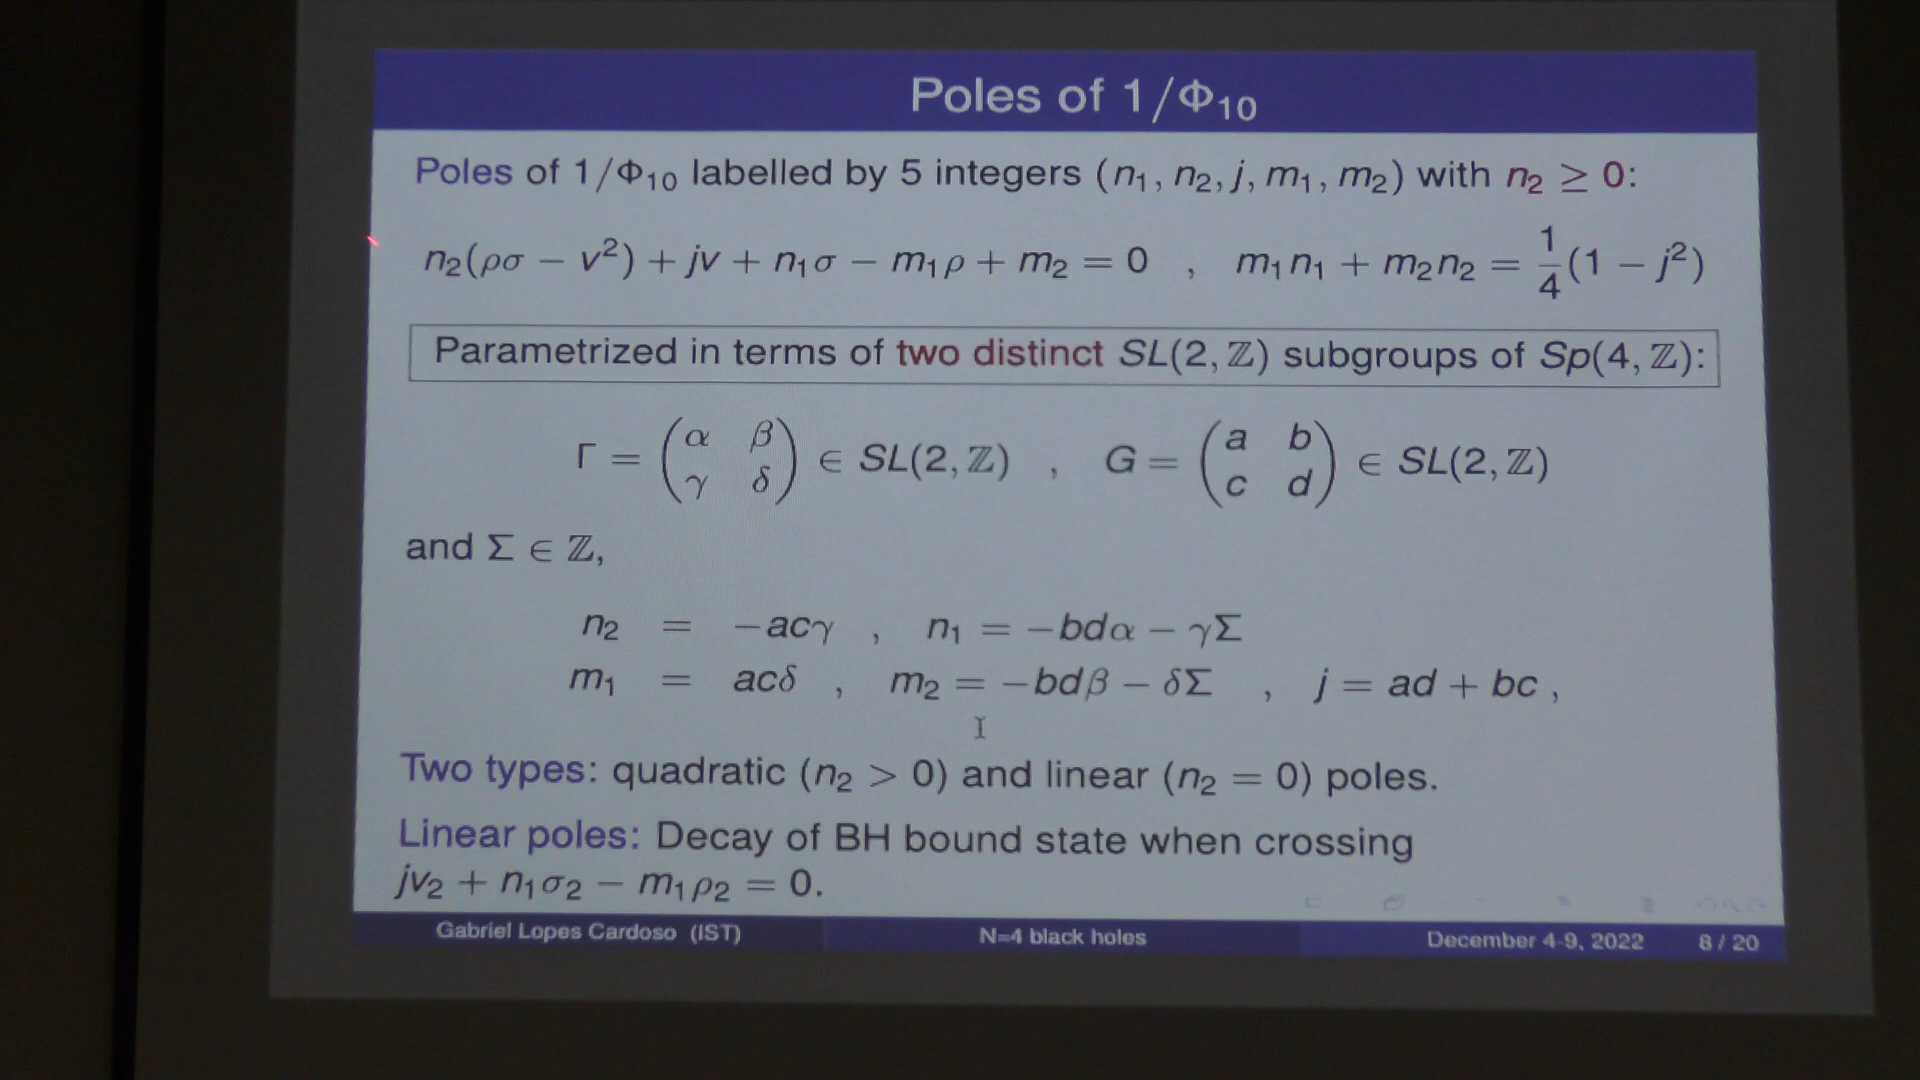 Poles of 1/Φ₁₀
Poles of 1/Φ₁₀ labelled by 5 integers (n₁, n₂, j, m₁, m₂) with n₂ ≥ 0:
n₂(ρσ − v²) + jv + n₁σ − m₁ρ + m₂ = 0 , m₁n₁ + m₂n₂ = 1/4 (1 − j²)
Parametrized in terms of two distinct SL(2, ℤ) subgroups of Sp(4, ℤ):
Γ = (α β; γ δ) ∈ SL(2, ℤ) , G = (a b; c d) ∈ SL(2, ℤ)
and Σ ∈ ℤ,
n₂ = −acγ , n₁ = −bdα − γΣ
m₁ = acδ , m₂ = −bdβ − δΣ , j = ad + bc ,
Two types: quadratic (n₂ > 0) and linear (n₂ = 0) poles.
Linear poles: Decay of BH bound state when crossing
jv₂ + n₁σ₂ − m₁ρ₂ = 0.
Gabriel Lopes Cardoso (IST) N=4 black holes December 4-9, 2022 8 / 20